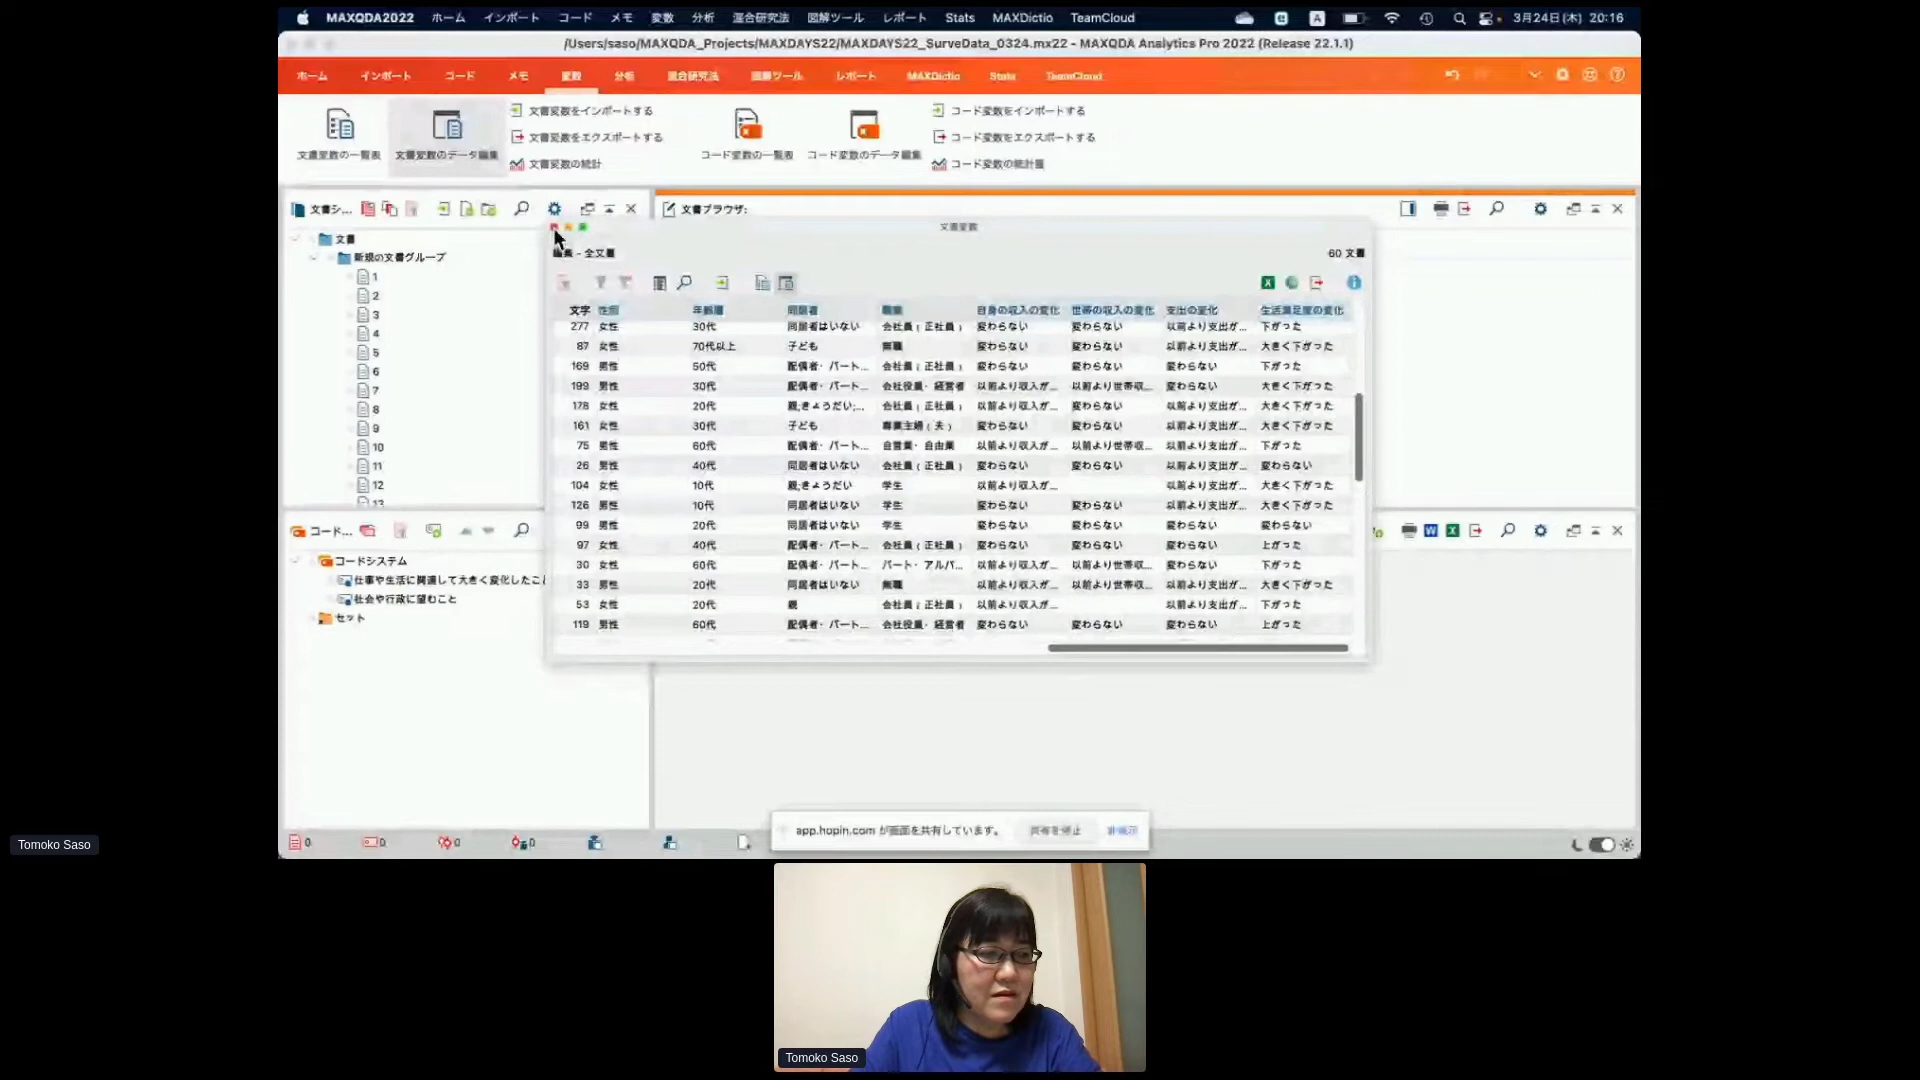 MAXQDA2022 ホーム インポート コード メモ 変数 分析 混合研究法 図解ツール レポート Stats MAXDictio TeamCloud
A
3月24日(木) 20:16
/Users/saso/MAXQDA_Projects/MAXDAYS22/MAXDAYS22_SurveData_0324.mx22 - MAXQDA Analytics Pro 2022 (Release 22.1.1)
ホーム インポート コード メモ 変数 分析 混合研究法 図解ツール レポート MAXDictio Stats TeamCloud
文書変数の一覧表
文書変数のデータ編集
文書変数をインポートする
文書変数をエクスポートする
文書変数の統計
コード変数の一覧表
コード変数のデータ編集
コード変数をインポートする
コード変数をエクスポートする
コード変数の統計量
文書シ...
文書ブラウザ:
文書
新規の文書グループ
1
2
3
4
5
6
7
8
9
10
11
12
13
文書変数
編集 - 全文書
60 文書
文字 性別 年齢層 同居者 職業 自身の収入の変化 世帯の収入の変化 支出の変化 生活満足度の変化
277 女性 30代 同居者はいない 会社員(正社員) 変わらない 変わらない 以前より支出が... 下がった
87 女性 70代以上 子ども 無職 変わらない 変わらない 以前より支出が... 大きく下がった
169 男性 50代 配偶者・パート... 会社員(正社員) 変わらない 変わらない 変わらない 下がった
199 男性 30代 配偶者・パート... 会社役員・経営者 以前より収入が... 以前より世帯収... 変わらない 大きく下がった
178 女性 20代 親;きょうだい;... 会社員(正社員) 以前より収入が... 変わらない 以前より支出が... 大きく下がった
161 女性 30代 子ども 専業主婦(夫) 変わらない 変わらない 以前より支出が... 大きく下がった
75 男性 60代 配偶者・パート... 自営業・自由業 以前より収入が... 以前より世帯収... 以前より支出が... 下がった
26 男性 40代 同居者はいない 会社員(正社員) 変わらない 変わらない 以前より支出が... 変わらない
104 女性 10代 親;きょうだい 学生 以前より収入が... 以前より支出が... 大きく下がった
126 男性 10代 同居者はいない 学生 変わらない 変わらない 以前より支出が... 大きく下がった
99 男性 20代 同居者はいない 学生 変わらない 変わらない 変わらない 変わらない
97 女性 40代 配偶者・パート... 会社員(正社員) 変わらない 変わらない 変わらない 上がった
30 女性 60代 配偶者・パート... パート・アルバ... 以前より収入が... 以前より世帯収... 変わらない 下がった
33 男性 20代 同居者はいない 無職 以前より収入が... 以前より世帯収... 以前より支出が... 大きく下がった
53 女性 20代 親 会社員(正社員) 以前より収入が... 以前より支出が... 下がった
119 男性 60代 配偶者・パート... 会社役員・経営者 変わらない 変わらない 変わらない 上がった
コード...
コードシステム
仕事や生活に関連して大きく変化したこ
社会や行政に望むこと
セット
0
0
0
0
app.hopin.com が画面を共有しています。 共有を停止 非表示
Tomoko Saso
Tomoko Saso